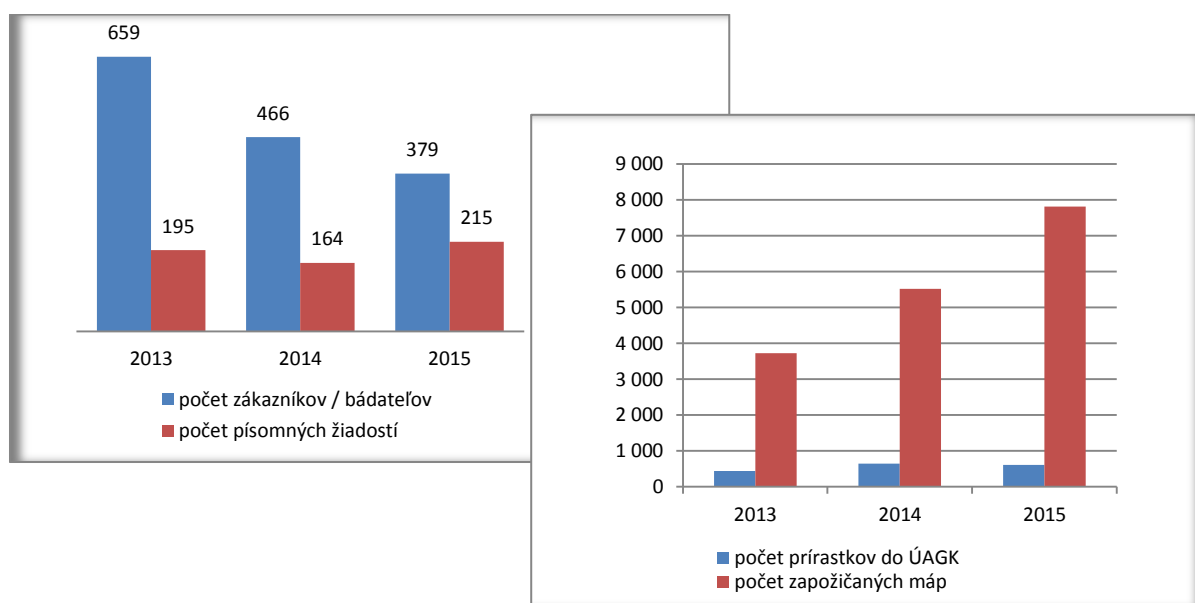 659
466
379
195
164
215
2013 2014 2015
počet zákazníkov / bádateľov
počet písomných žiadostí
9 000
8 000
7 000
6 000
5 000
4 000
3 000
2 000
1 000
0
2013 2014 2015
počet prírastkov do ÚAGK
počet zapožičaných máp